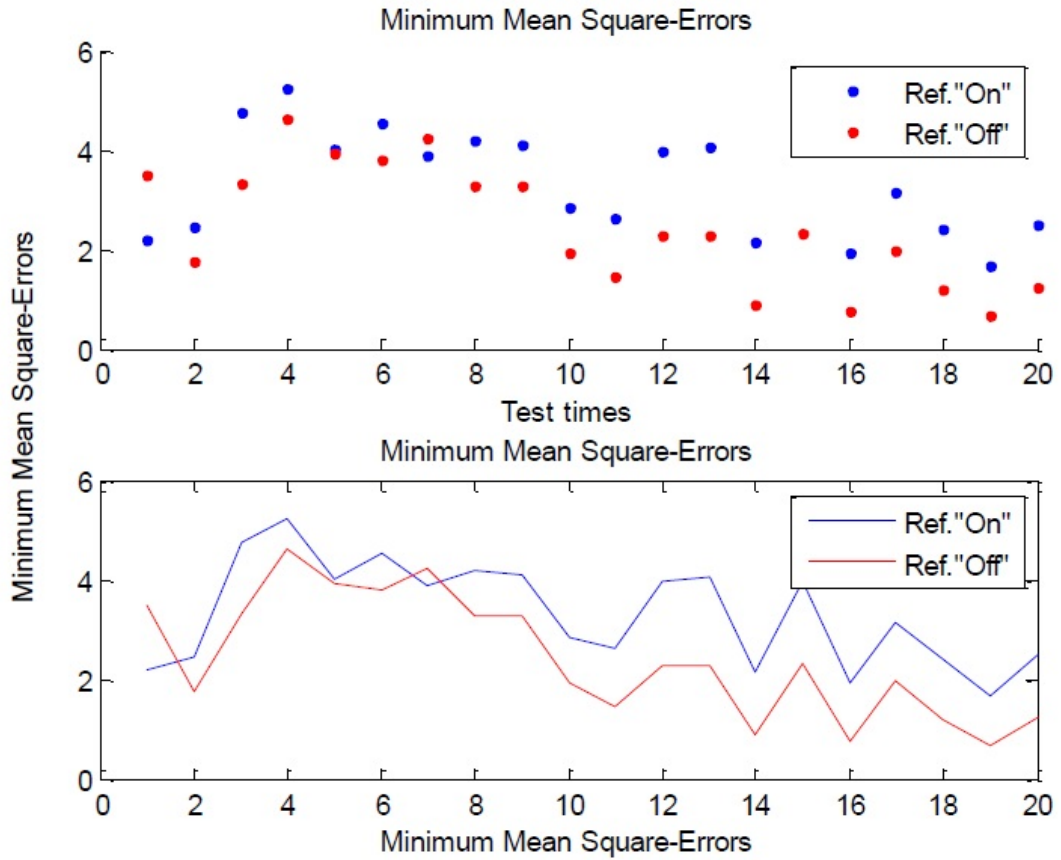 Minimum Mean Square-Errors
6
4
2
0
Ref."On"
Ref."Off"
0 2 4 6 8 10 12 14 16 18 20
Test times
Minimum Mean Square-Errors
Minimum Mean Square-Errors
6
4
2
0
Ref."On"
Ref."Off"
0 2 4 6 8 10 12 14 16 18 20
Minimum Mean Square-Errors